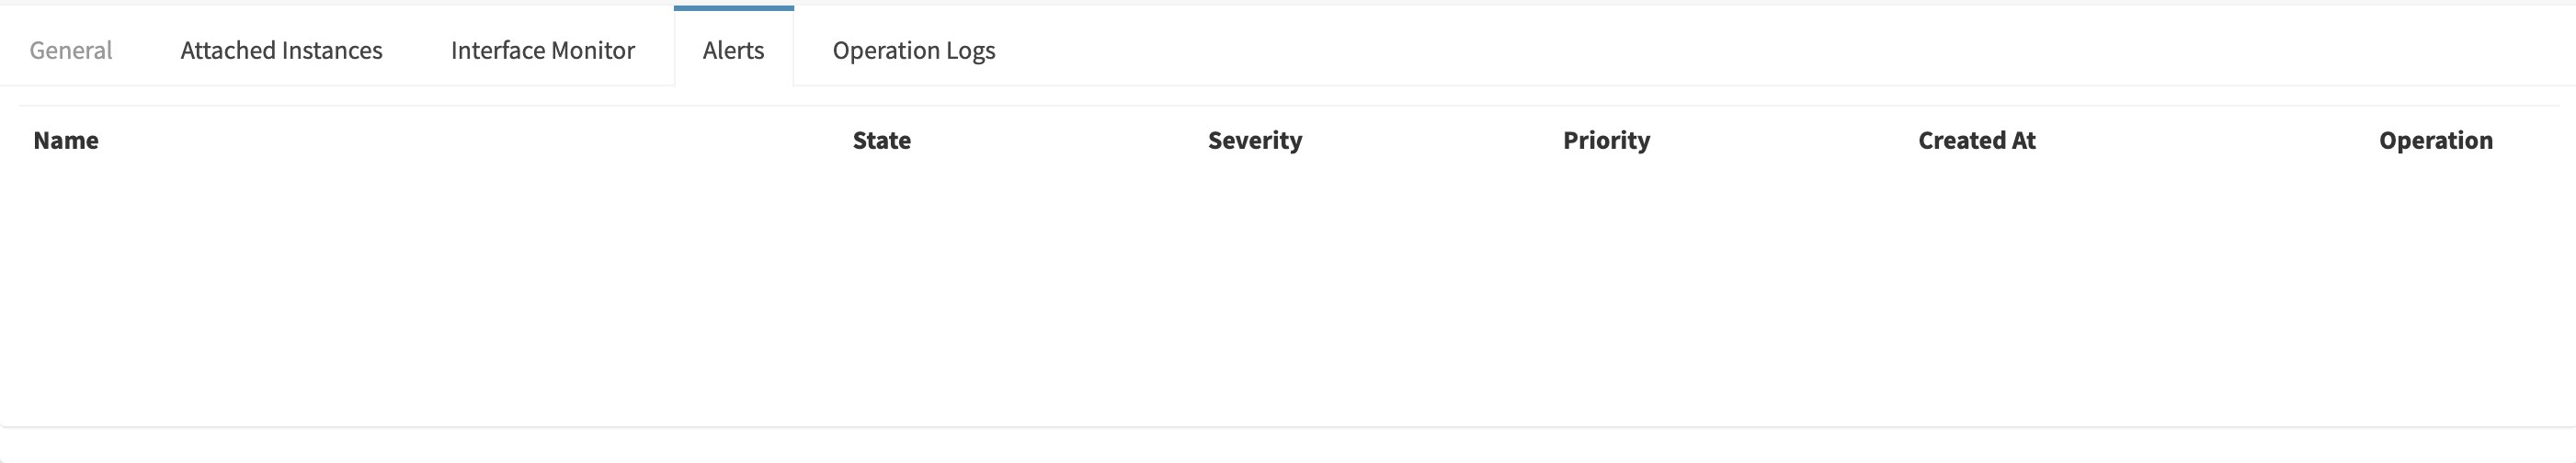 General Attached Instances Interface Monitor Alerts Operation Logs
Name State Severity Priority Created At Operation